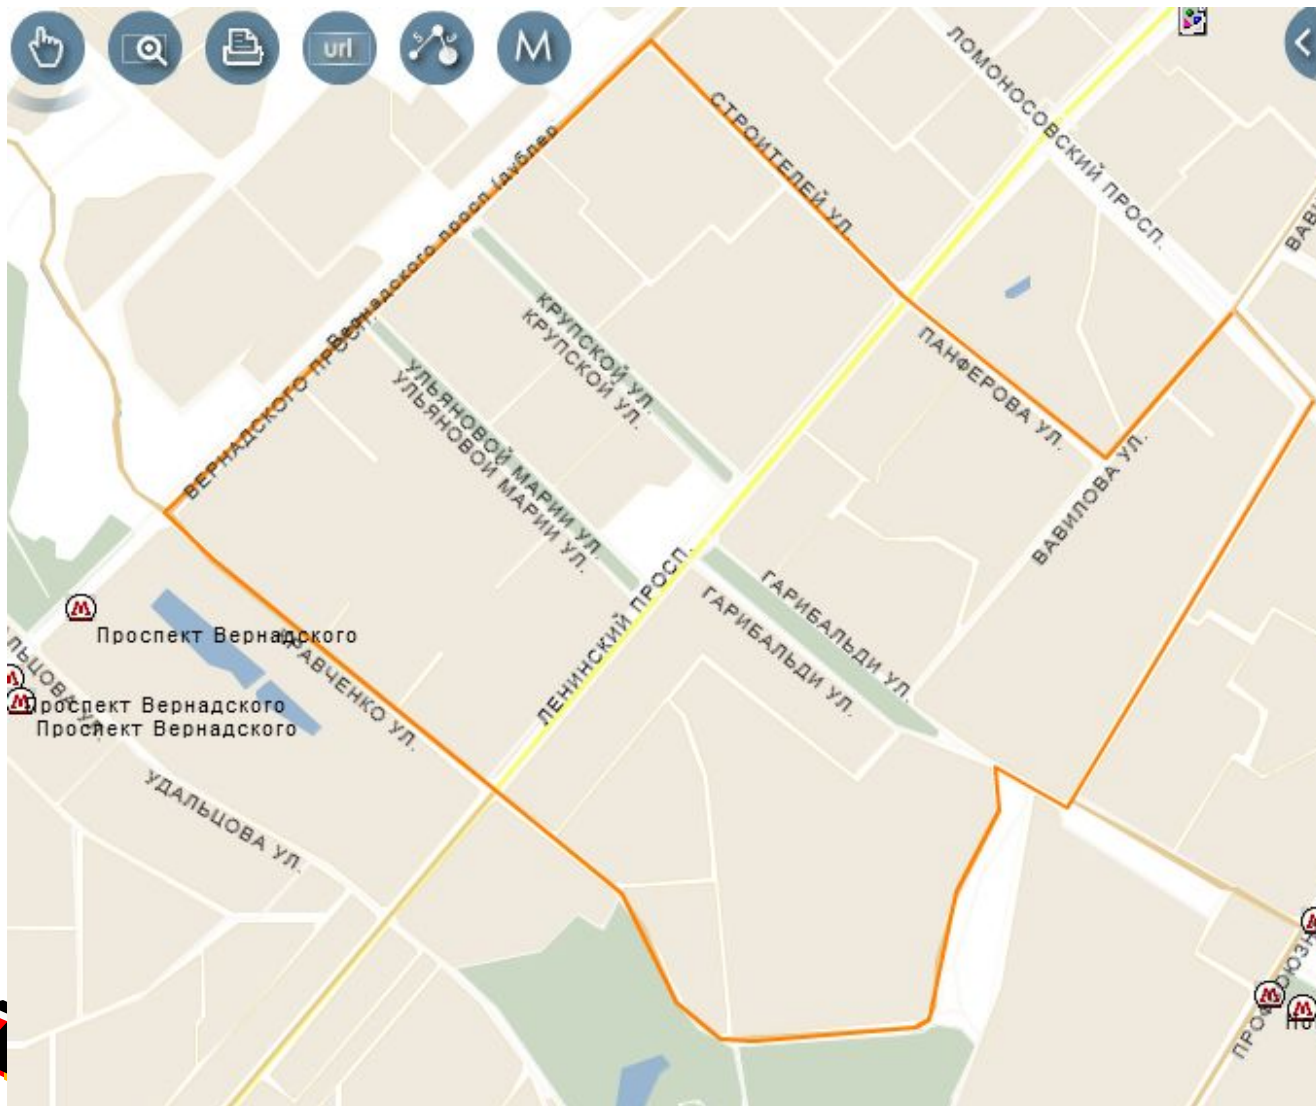 url
М
ЛОМОНОСОВСКИЙ ПРОСП.
СТРОИТЕЛЕЙ УЛ.
Вернадского просп (дублер
ВЕРНАДСКОГО ПРОСП.
КРУПСКОЙ УЛ.
КРУПСКОЙ УЛ.
УЛЬЯНОВОЙ МАРИИ УЛ.
УЛЬЯНОВОЙ МАРИИ УЛ.
ПАНФЕРОВА УЛ.
ВАВИЛОВА УЛ.
ЛЕНИНСКИЙ ПРОСП.
ГАРИБАЛЬДИ УЛ.
ГАРИБАЛЬДИ УЛ.
Проспект Вернадского
КРАВЧЕНКО УЛ.
Проспект Вернадского
Проспект Вернадского
УДАЛЬЦОВА УЛ.